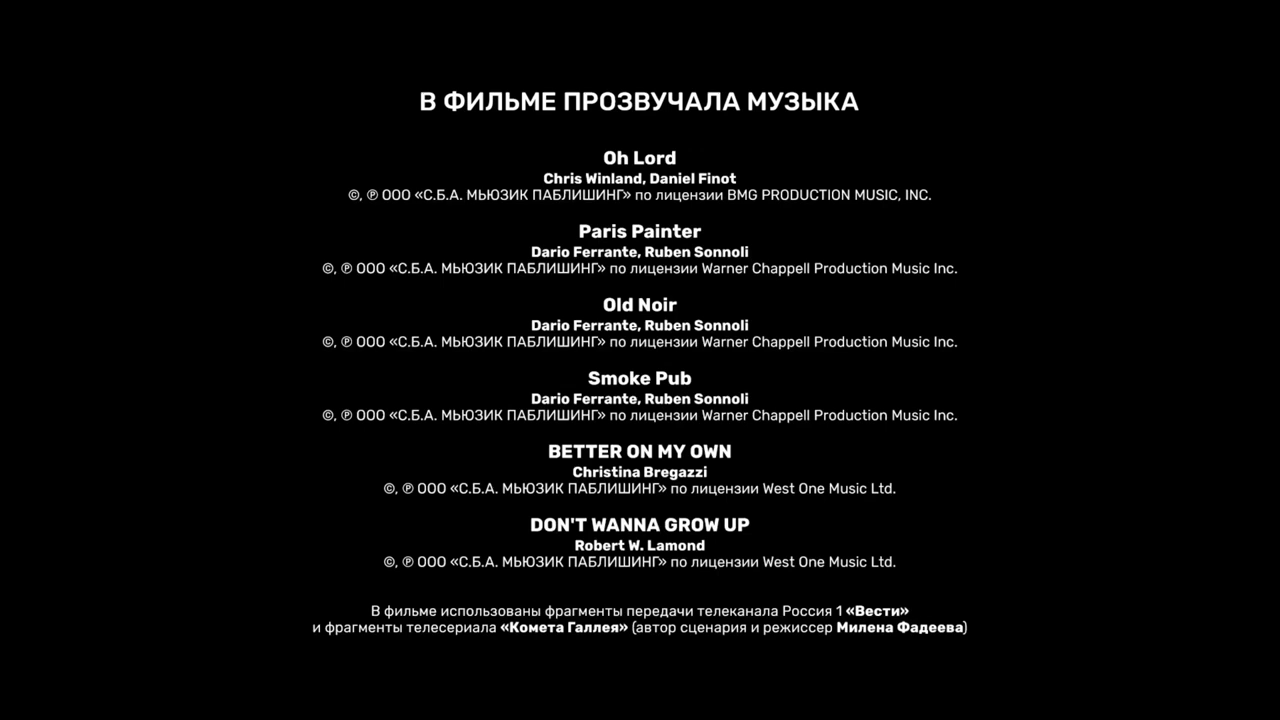 В ФИЛЬМЕ ПРОЗВУЧАЛА МУЗЫКА
Oh Lord
Chris Winland, Daniel Finot
©, ℗ ООО «С.Б.А. МЬЮЗИК ПАБЛИШИНГ» по лицензии BMG PRODUCTION MUSIC, INC.
Paris Painter
Dario Ferrante, Ruben Sonnoli
©, ℗ ООО «С.Б.А. МЬЮЗИК ПАБЛИШИНГ» по лицензии Warner Chappell Production Music Inc.
Old Noir
Dario Ferrante, Ruben Sonnoli
©, ℗ ООО «С.Б.А. МЬЮЗИК ПАБЛИШИНГ» по лицензии Warner Chappell Production Music Inc.
Smoke Pub
Dario Ferrante, Ruben Sonnoli
©, ℗ ООО «С.Б.А. МЬЮЗИК ПАБЛИШИНГ» по лицензии Warner Chappell Production Music Inc.
BETTER ON MY OWN
Christina Bregazzi
©, ℗ ООО «С.Б.А. МЬЮЗИК ПАБЛИШИНГ» по лицензии West One Music Ltd.
DON'T WANNA GROW UP
Robert W. Lamond
©, ℗ ООО «С.Б.А. МЬЮЗИК ПАБЛИШИНГ» по лицензии West One Music Ltd.
В фильме использованы фрагменты передачи телеканала Россия 1 «Вести»
и фрагменты телесериала «Комета Галлея» (автор сценария и режиссер Милена Фадеева)